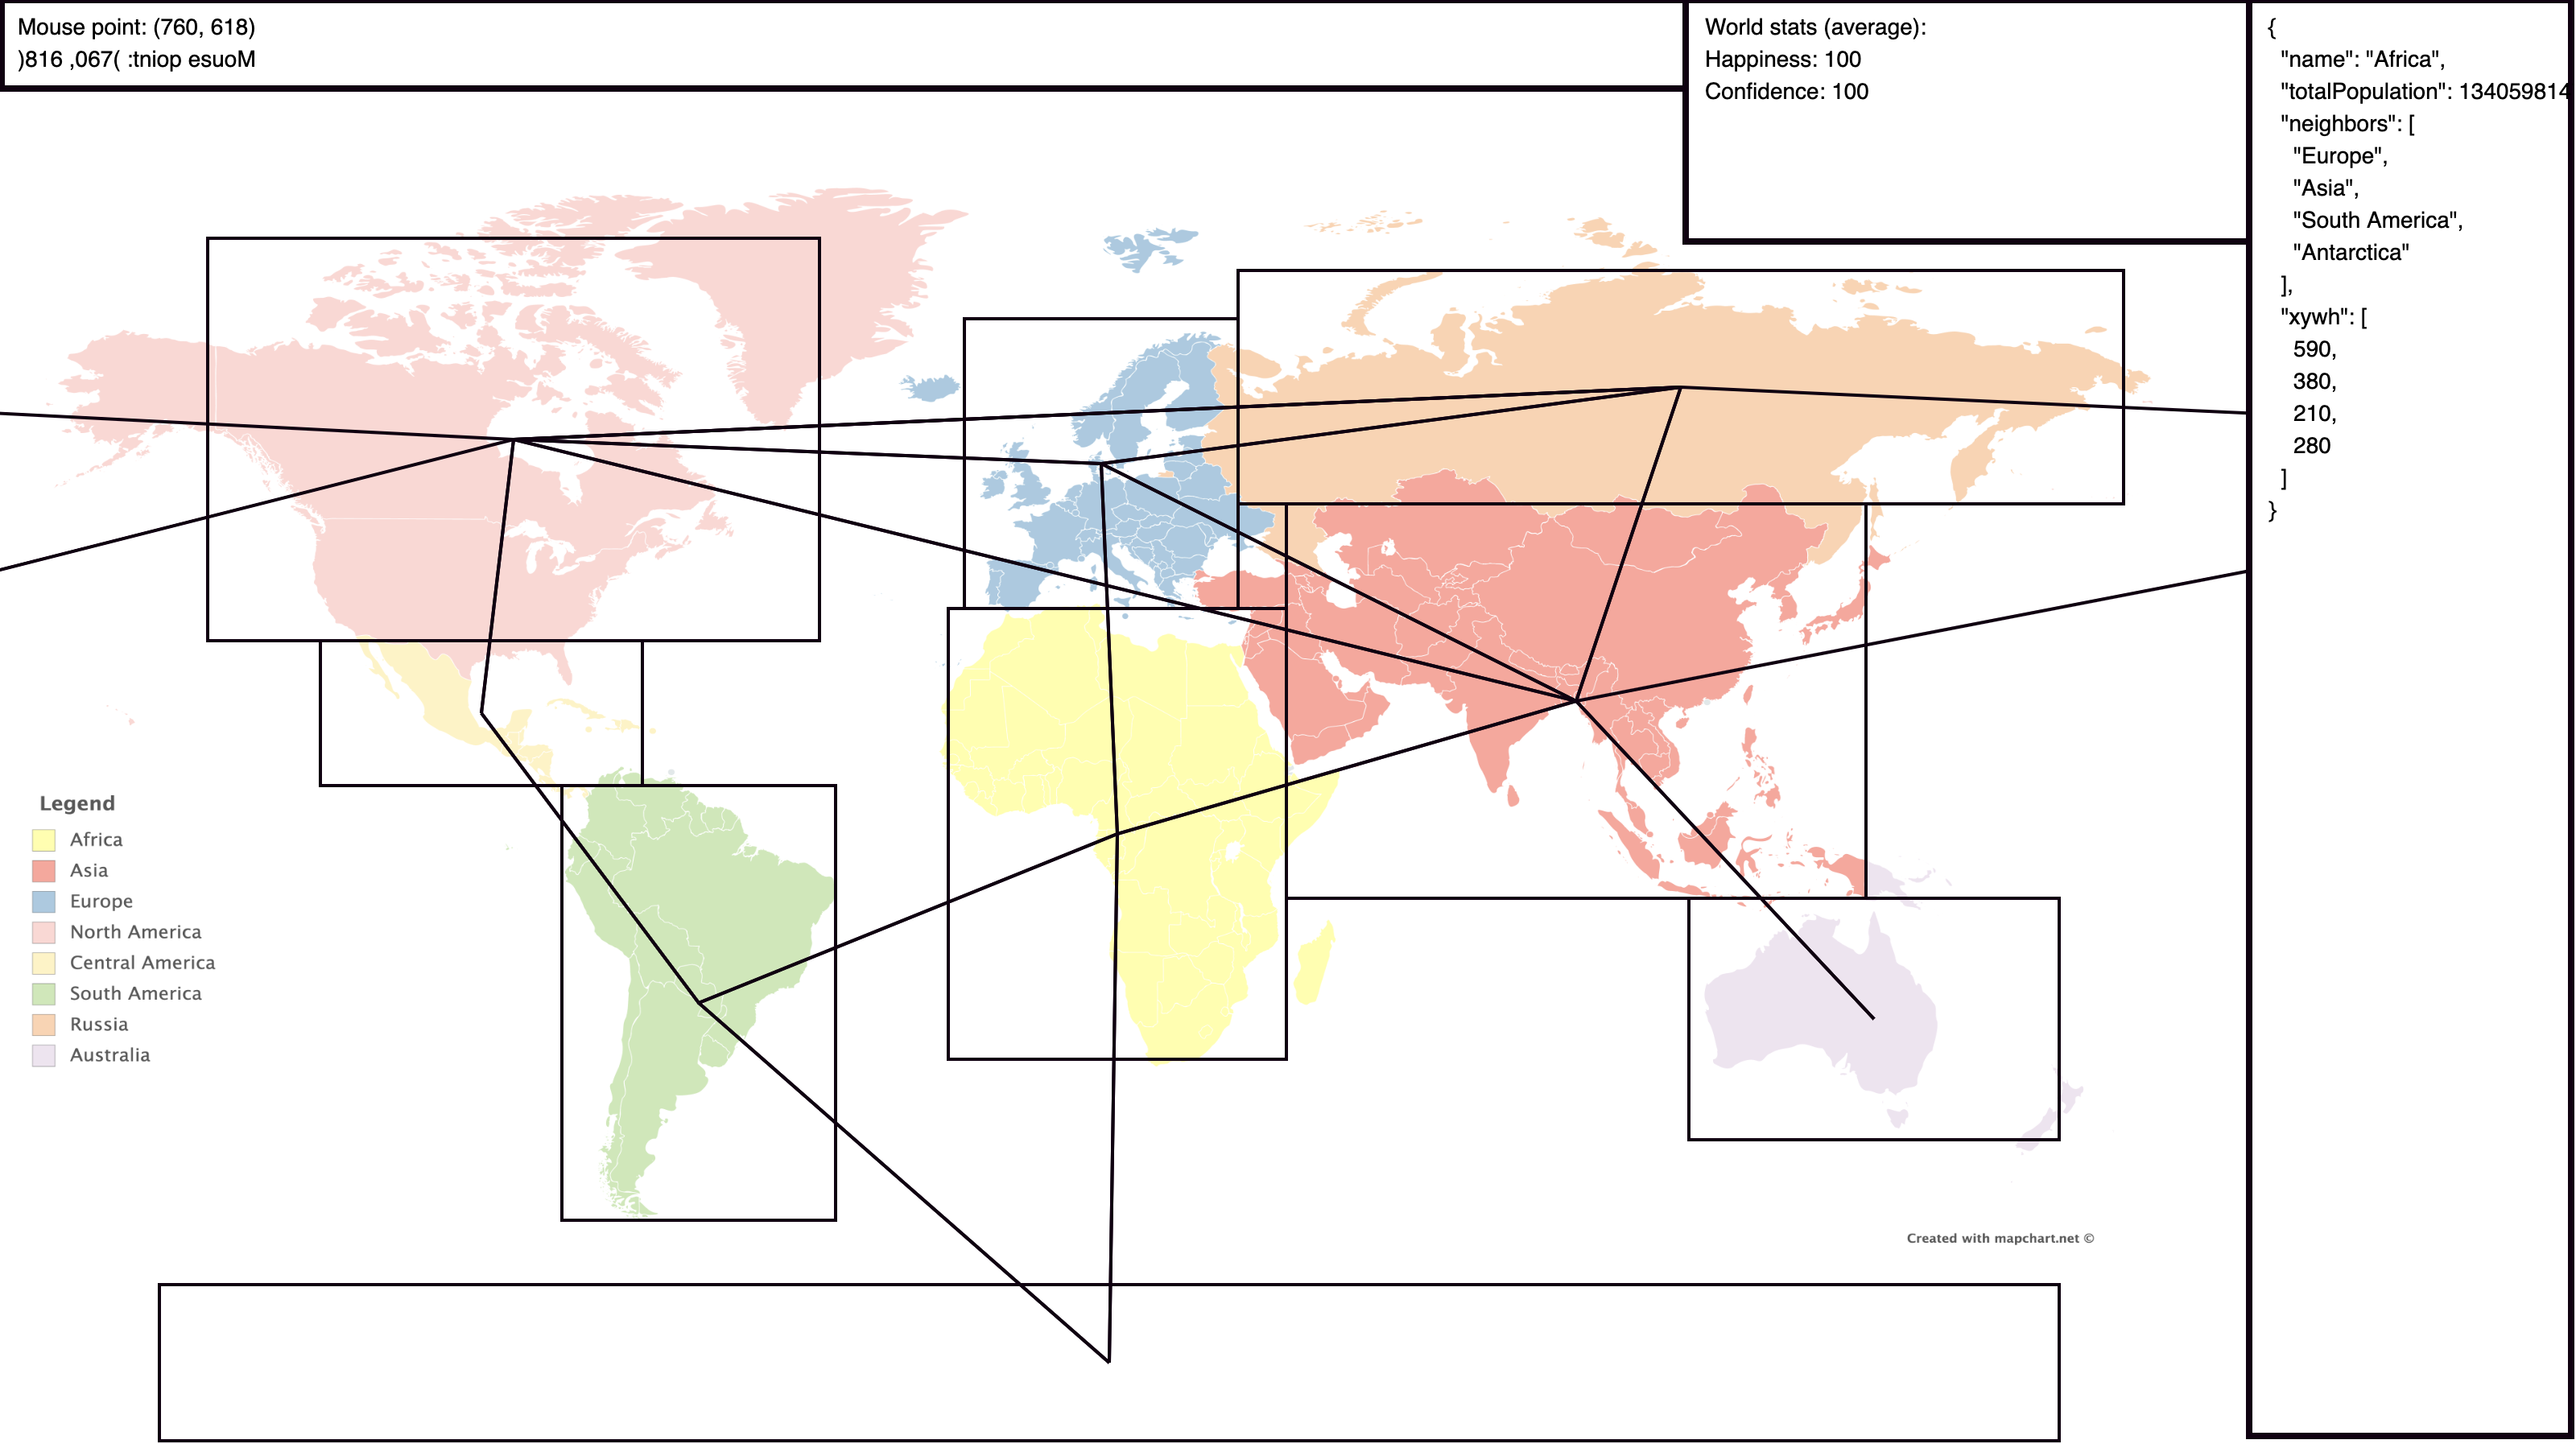 Mouse point: (760, 618)
)816 ,067( :tniop esuoM
World stats (average):
Happiness: 100
Confidence: 100
{
"name": "Africa",
"totalPopulation": 134059814
"neighbors": [
"Europe",
"Asia",
"South America",
"Antarctica"
],
"xywh": [
590,
380,
210,
280
]
}
Legend
Africa
Asia
Europe
North America
Central America
South America
Russia
Australia
Created with mapchart.net ©